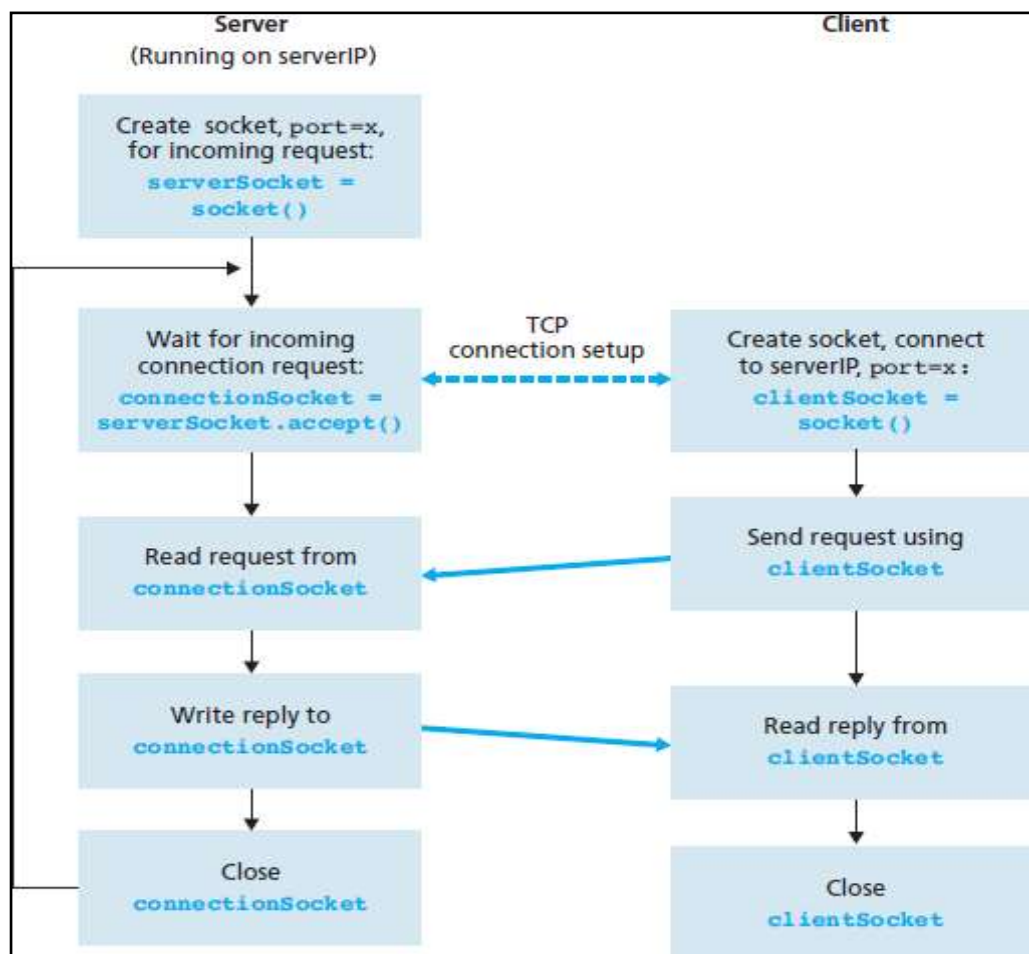 Server
(Running on serverIP)
Create socket, port=x,
for incoming request:
serverSocket =
socket()
Wait for incoming
connection request:
connectionSocket =
serverSocket.accept()
Read request from
connectionSocket
Write reply to
connectionSocket
Close
connectionSocket
TCP
connection setup
Client
Create socket, connect
to serverIP, port=x:
clientSocket =
socket()
Send request using
clientSocket
Read reply from
clientSocket
Close
clientSocket